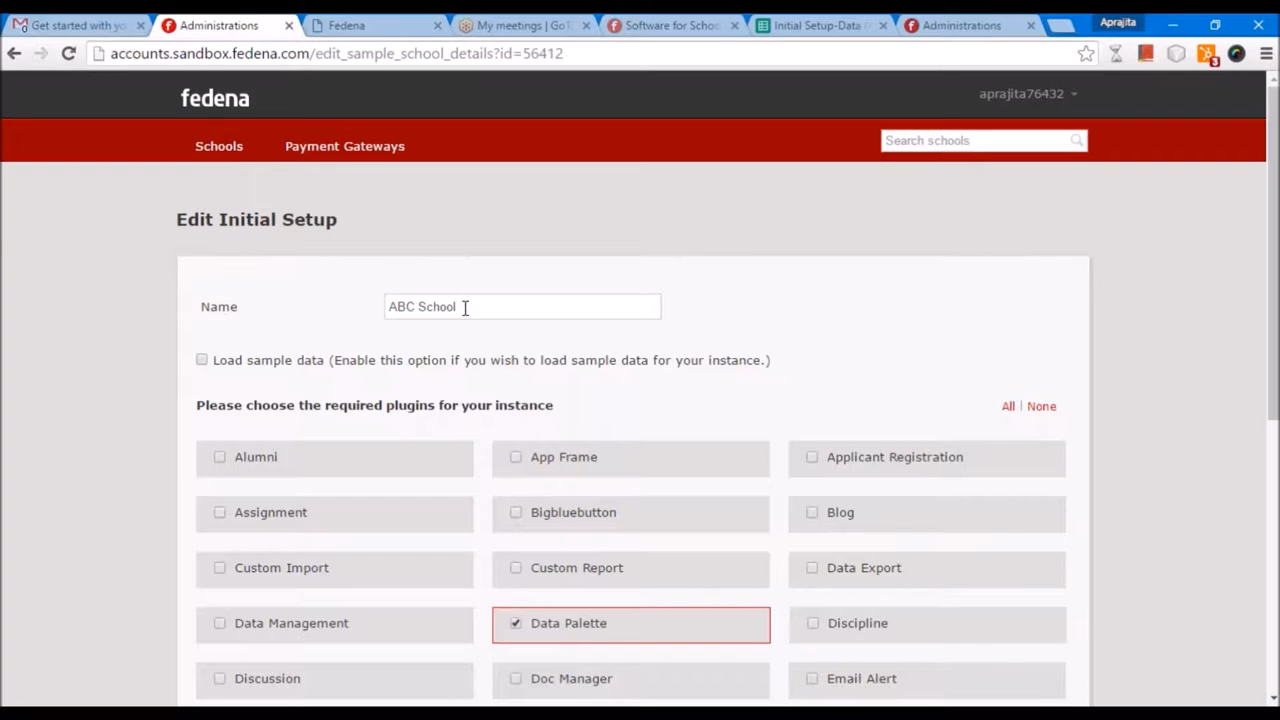 Get started with yo
Administrations
Fedena
My meetings | GoT
Software for Schoo
Initial Setup-Data
Administrations
Aprajita
accounts.sandbox.fedena.com/edit_sample_school_details?id=56412
3
fedena
aprajita76432
Schools
Payment Gateways
Search schools
Edit Initial Setup
Name
ABC School
Load sample data (Enable this option if you wish to load sample data for your instance.)
Please choose the required plugins for your instance
All | None
Alumni
App Frame
Applicant Registration
Assignment
Bigbluebutton
Blog
Custom Import
Custom Report
Data Export
Data Management
Data Palette
Discipline
Discussion
Doc Manager
Email Alert